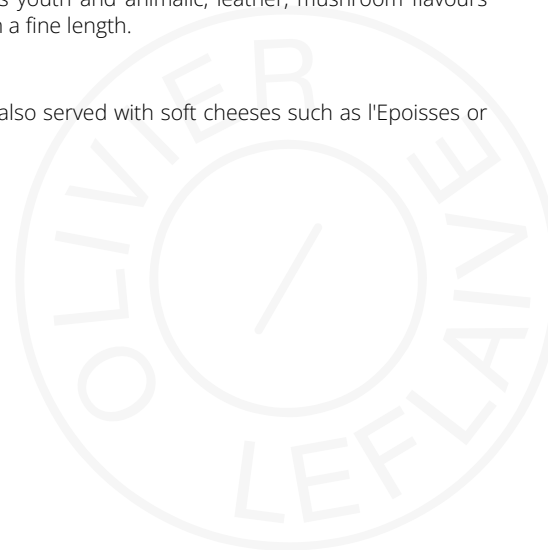 s youth and animalic, leather, mushroom flavours
a fine length.
also served with soft cheeses such as l'Epoisses or
OLIVIER
LEFLAIVE